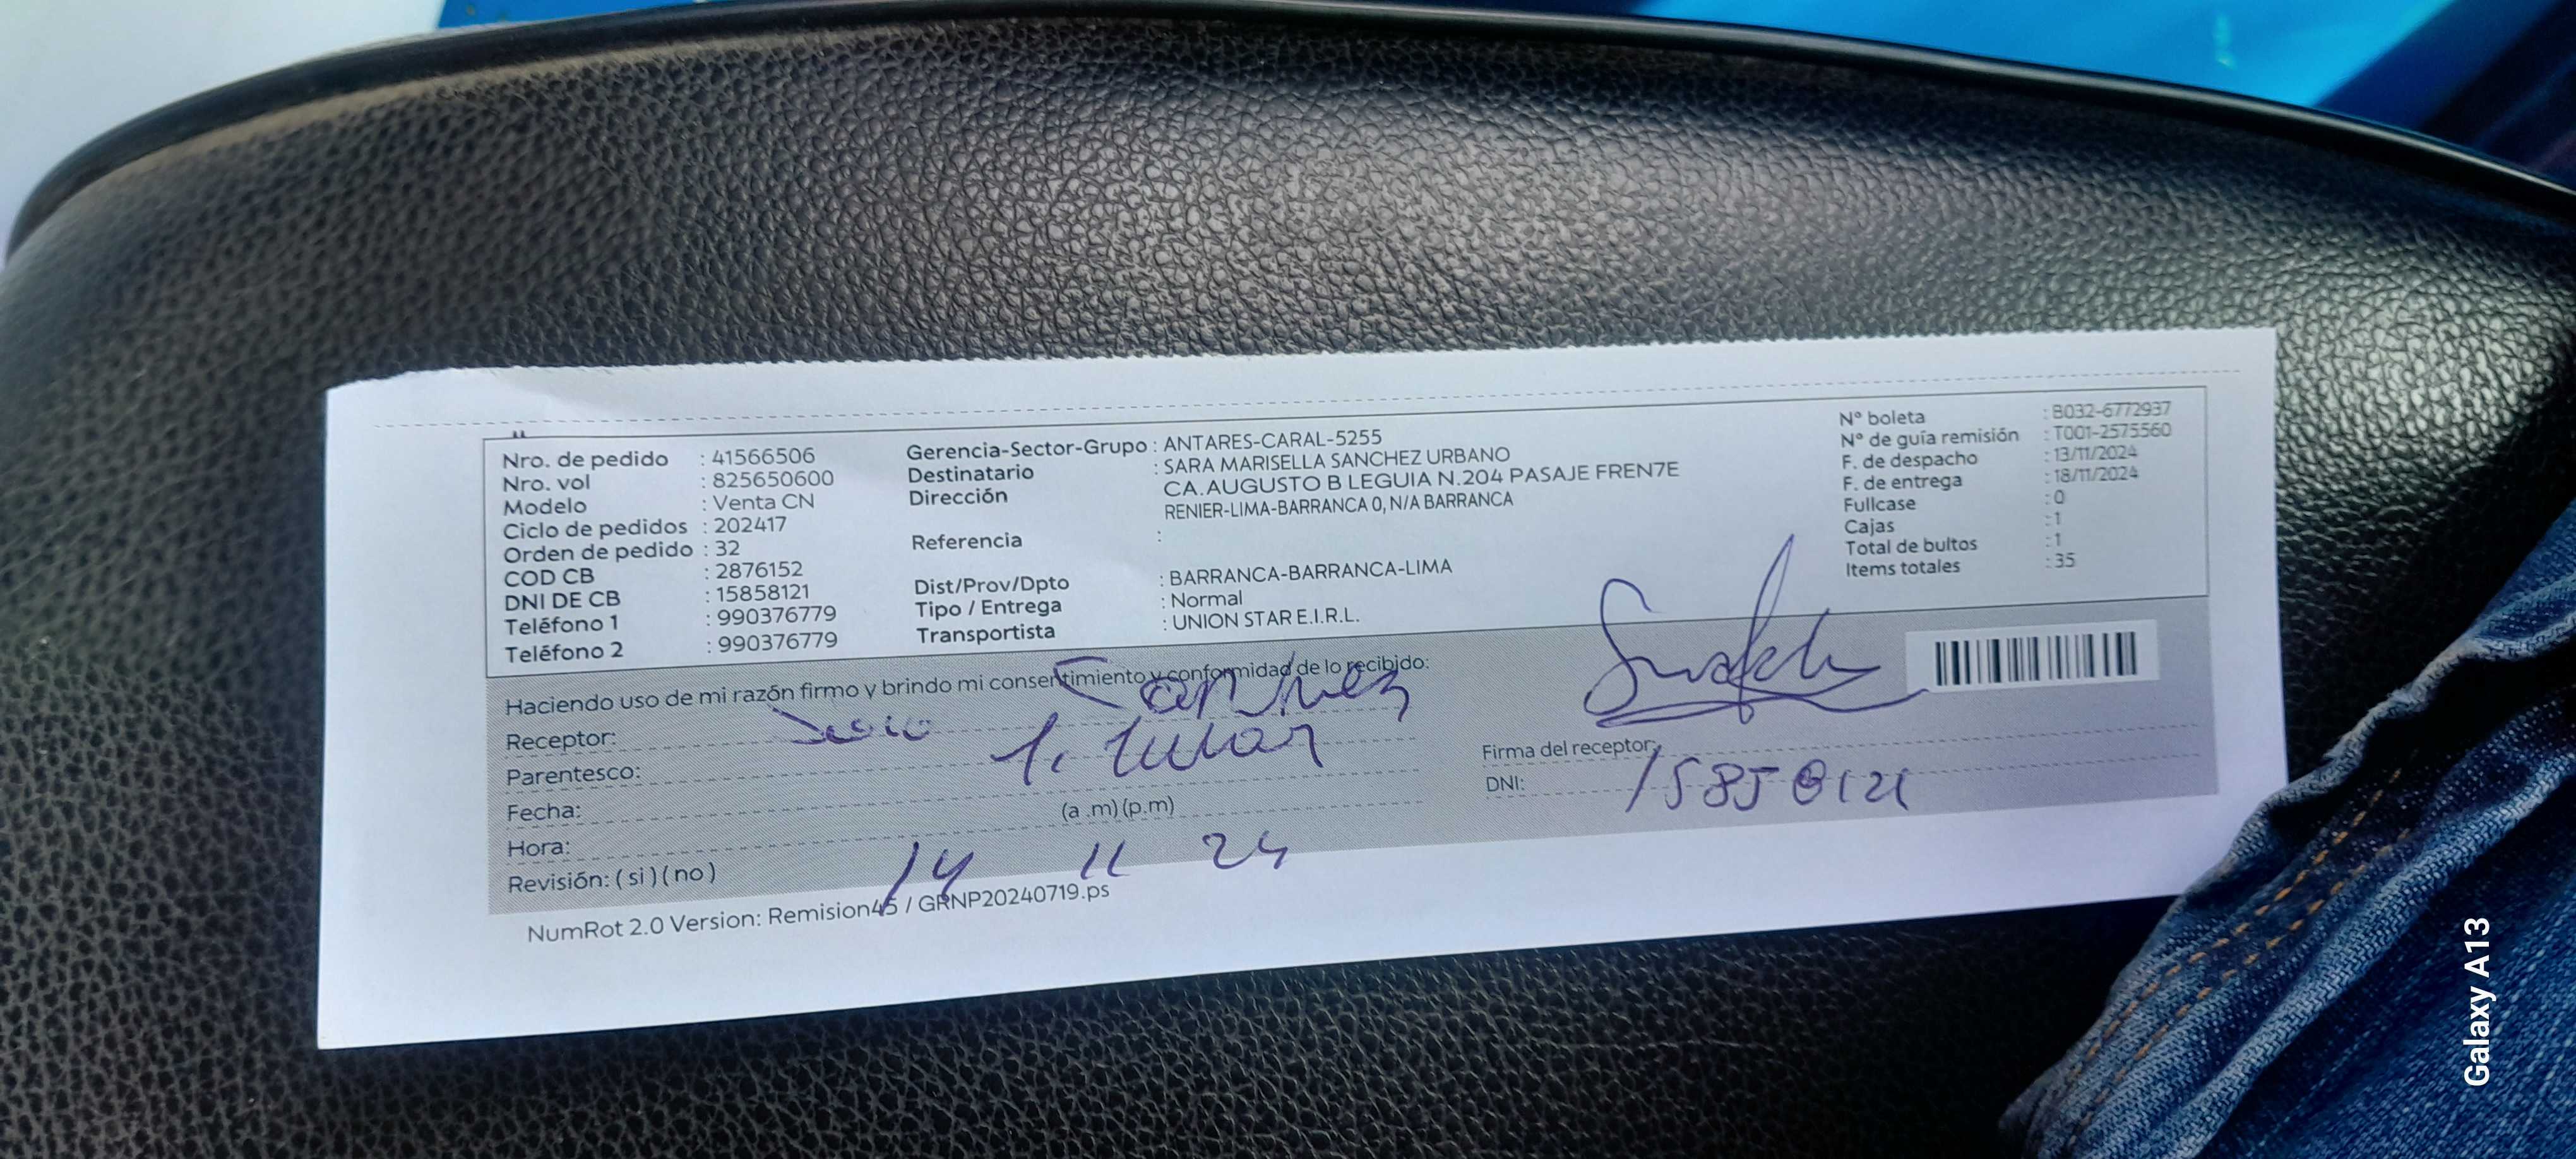 Nro. de pedido : 41566506
Nro. vol : 825650600
Modelo : Venta CN
Ciclo de pedidos : 202417
Orden de pedido : 32
COD CB : 2876152
DNI DE CB : 15858121
Teléfono 1 : 990376779
Teléfono 2 : 990376779
Gerencia-Sector-Grupo : ANTARES-CARAL-5255
Destinatario : SARA MARISELLA SANCHEZ URBANO
Dirección CA.AUGUSTO B LEGUIA N.204 PASAJE FREN7E
RENIER-LIMA-BARRANCA 0, N/A BARRANCA
Referencia :
Dist/Prov/Dpto : BARRANCA-BARRANCA-LIMA
Tipo / Entrega : Normal
Transportista : UNION STAR E.I.R.L.
N° boleta : B032-6772937
N° de guía remisión : T001-2575560
F. de despacho : 13/11/2024
F. de entrega : 18/11/2024
Fullcase : 0
Cajas : 1
Total de bultos : 1
Items totales : 35
Haciendo uso de mi razón firmo y brindo mi consentimiento y conformidad de lo recibido:
Receptor: Sanchez
Parentesco: Titular
Fecha: (a .m) (p.m)
Hora:
14 11 24
Revisión: ( si ) ( no )
Firma del receptor:
DNI: 15858121
NumRot 2.0 Version: Remision45 / GRNP20240719.ps
Galaxy A13